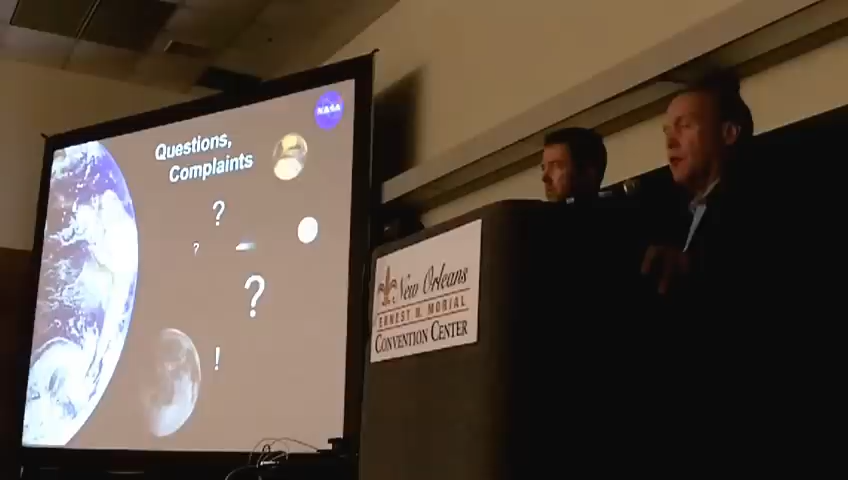 NASA
Questions,
Complaints
?
?
?
!
New Orleans
ERNEST N. MORIAL
CONVENTION CENTER